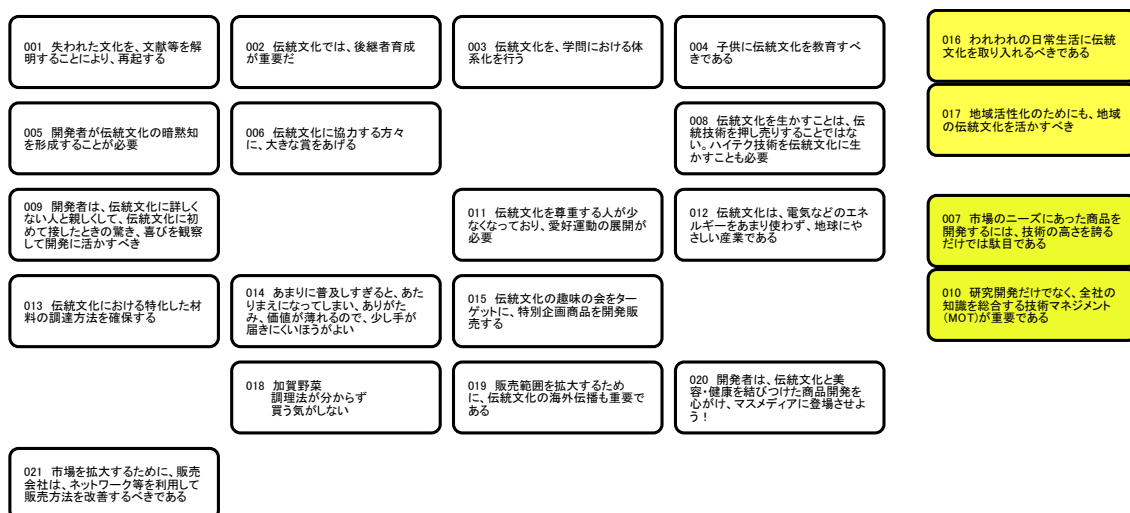 001 失われた文化を、文献等を解
明することにより、再起する
002 伝統文化では、後継者育成
が重要だ
003 伝統文化を、学問における体
系化を行う
004 子供に伝統文化を教育すべ
きである
016 われわれの日常生活に伝統
文化を取り入れるべきである
017 地域活性化のためにも、地域
の伝統文化を活かすべき
005 開発者が伝統文化の暗黙知
を形成することが必要
006 伝統文化に協力する方々
に、大きな賞をあげる
008 伝統文化を生かすことは、伝
統技術を押し売りすることではな
い。ハイテク技術を伝統文化に生
かすことも必要
009 開発者は、伝統文化に詳しく
ない人と親しくして、伝統文化に初
めて接したときの驚き、喜びを観察
して開発に活かすべき
011 伝統文化を尊重する人が少
なくなっており、愛好運動の展開が
必要
012 伝統文化は、電気などのエネ
ルギーをあまり使わず、地球にや
さしい産業である
007 市場のニーズにあった商品を
開発するには、技術の高さを誇る
だけでは駄目である
010 研究開発だけでなく、全社の
知識を総合する技術マネジメント
(MOT)が重要である
013 伝統文化における特化した材
料の調達方法を確保する
014 あまりに普及しすぎると、あた
りまえになってしまい、ありがた
み、価値が薄れるので、少し手が
届きにくいほうがよい
015 伝統文化の趣味の会をター
ゲットに、特別企画商品を開発販
売する
018 加賀野菜
調理法が分からず
買う気がしない
019 販売範囲を拡大するため
に、伝統文化の海外伝播も重要で
ある
020 開発者は、伝統文化と美
容・健康を結びつけた商品開発を
心がけ、マスメディアに登場させよ
う!
021 市場を拡大するために、販売
会社は、ネットワーク等を利用して
販売方法を改善するべきである